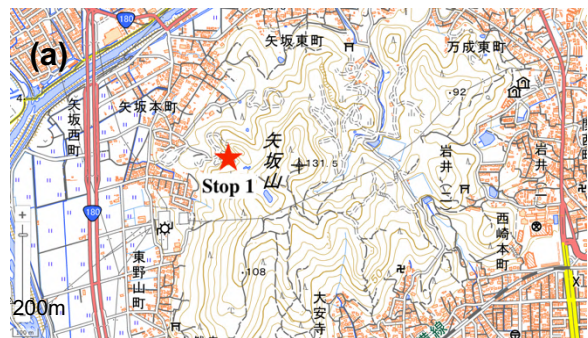 (a)
180
矢坂東町
万成東町
・92
矢坂本町
矢坂西町
矢坂山
131.5
岩井
岩井(二)
Stop 1
180
西崎本町
東野山町
・108
大安寺
200m